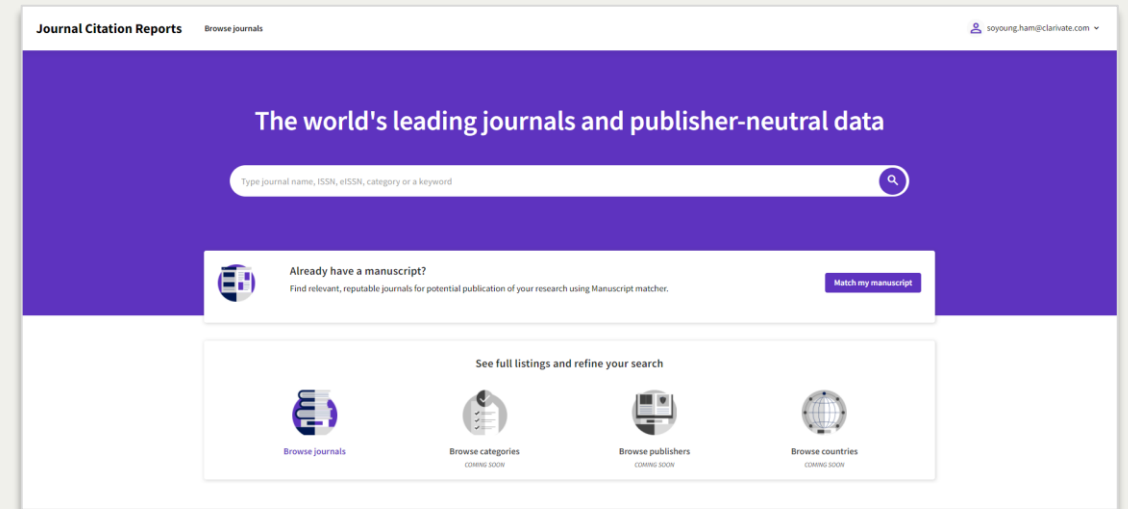 Journal Citation Reports
Browse journals
soyoung.ham@clarivate.com
The world's leading journals and publisher-neutral data
Type journal name, ISSN, eISSN, category or a keyword
Already have a manuscript?
Find relevant, reputable journals for potential publication of your research using Manuscript matcher.
Match my manuscript
See full listings and refine your search
Browse journals
Browse categories
COMING SOON
Browse publishers
COMING SOON
Browse countries
COMING SOON